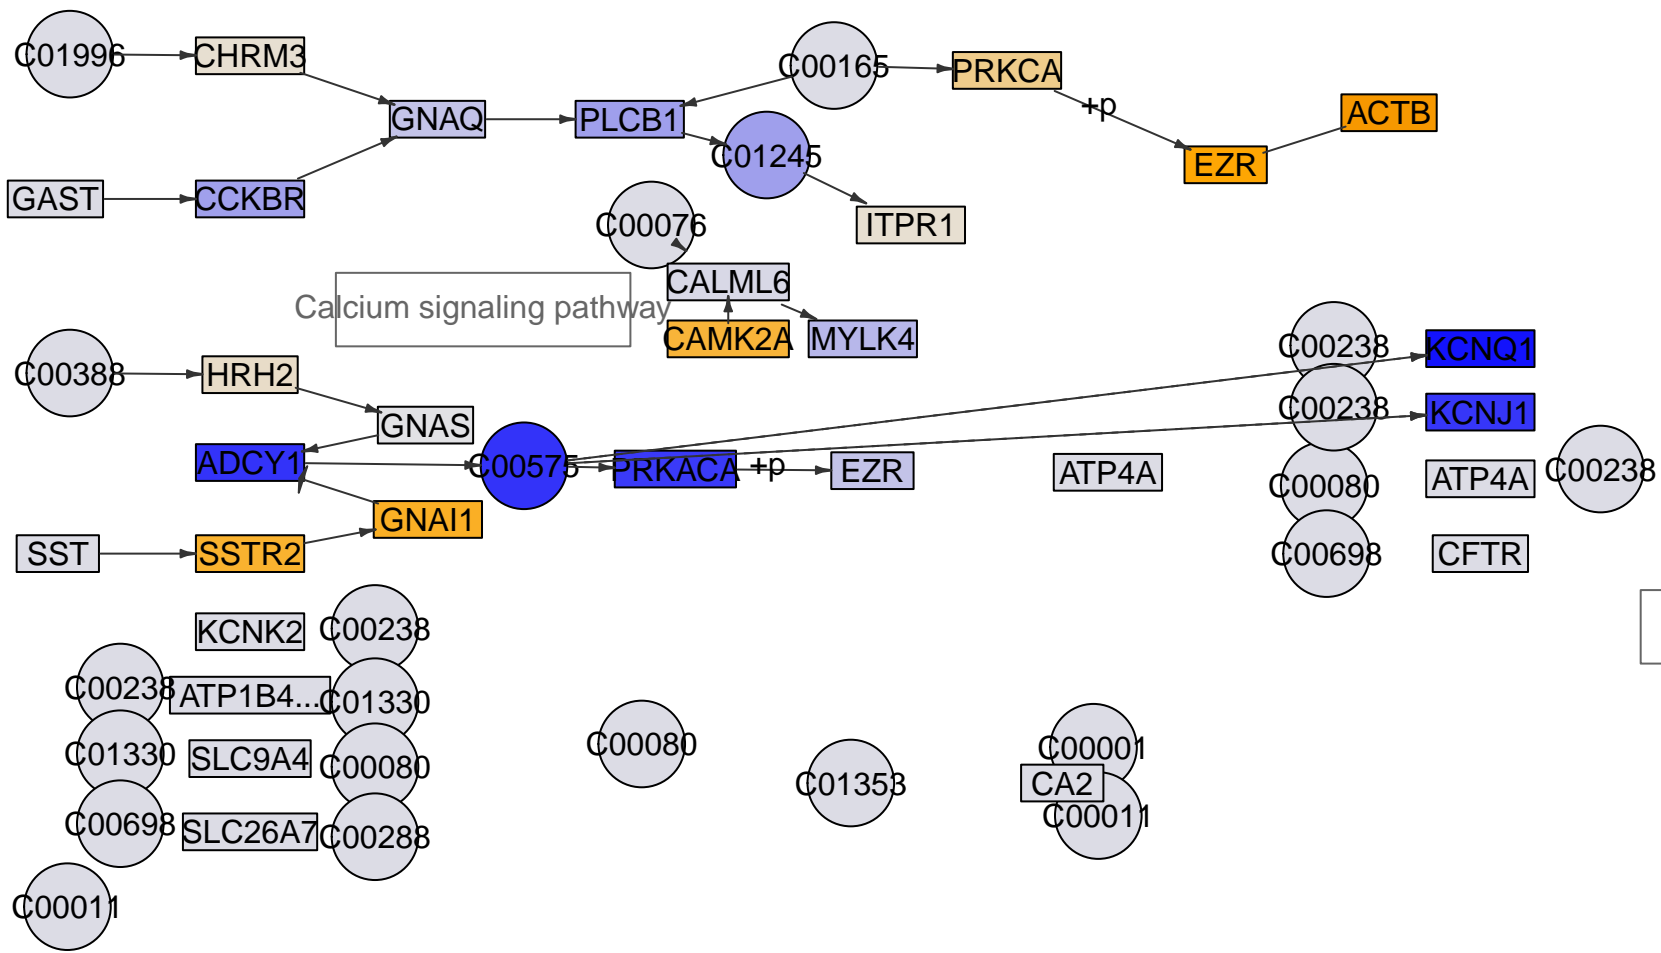 C01996
CHRM3
C00165
PRKCA
+p
ACTB
GNAQ
PLCB1
C01245
EZR
GAST
CCKBR
C00076
ITPR1
CALML6
Calcium signaling pathway
CAMK2A
MYLK4
C00238
KCNQ1
C00388
HRH2
C00238
KCNJ1
GNAS
ADCY1
C00575
PRKACA
+p
EZR
ATP4A
C00080
ATP4A
C00238
GNAI1
SST
SSTR2
C00698
CFTR
KCNK2
C00238
C00238
ATP1B4...
C01330
C01330
SLC9A4
C00080
C00080
C01353
C00001
CA2
C00011
C00698
SLC26A7
C00288
C00011